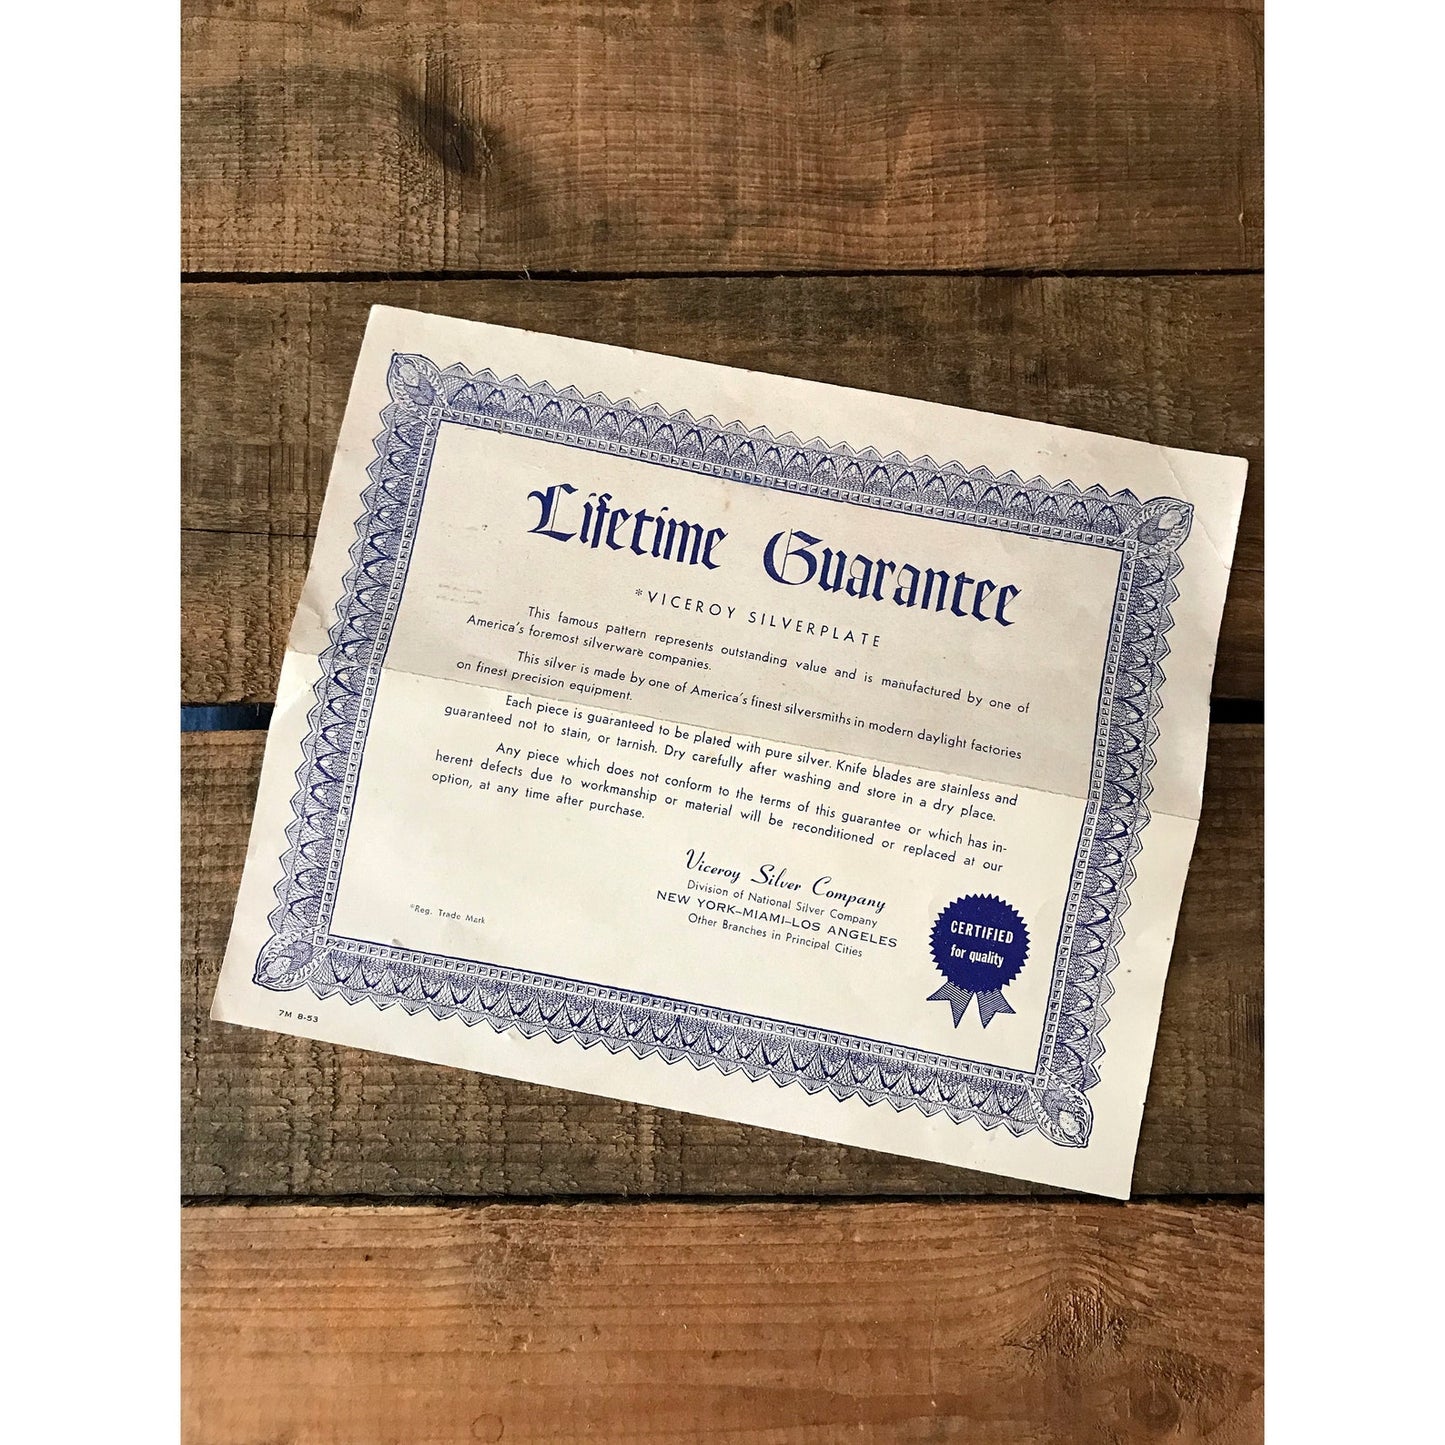 Lifetime Guarantee
*VICEROY SILVERPLATE
This famous pattern represents outstanding value and is manufactured by one of
America's foremost silverware companies.
This silver is made by one of America's finest silversmiths in modern daylight factories
on finest precision equipment.
Each piece is guaranteed to be plated with pure silver. Knife blades are stainless and
guaranteed not to stain, or tarnish. Dry carefully after washing and store in a dry place.
Any piece which does not conform to the terms of this guarantee or which has in-
herent defects due to workmanship or material will be reconditioned or replaced at our
option, at any time after purchase.
Viceroy Silver Company
Division of National Silver Company
NEW YORK–MIAMI–LOS ANGELES
Other Branches in Principal Cities
*Reg. Trade Mark
CERTIFIED
for quality
7M 8-53